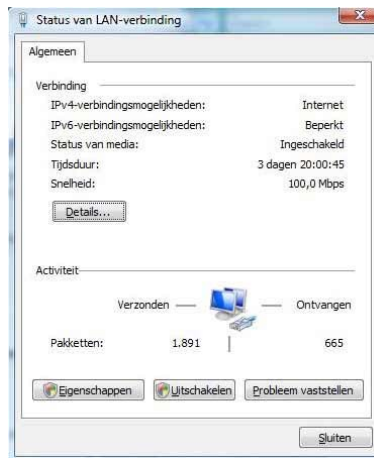 Status van LAN-verbinding
Algemeen
Verbinding
IPv4-verbindingsmogelijkheden: Internet
IPv6-verbindingsmogelijkheden: Beperkt
Status van media: Ingeschakeld
Tijdsduur: 3 dagen 20:00:45
Snelheid: 100,0 Mbps
Details...
Activiteit
Verzonden Ontvangen
Pakketten: 1.891 665
Eigenschappen Uitschakelen Probleem vaststellen
Sluiten